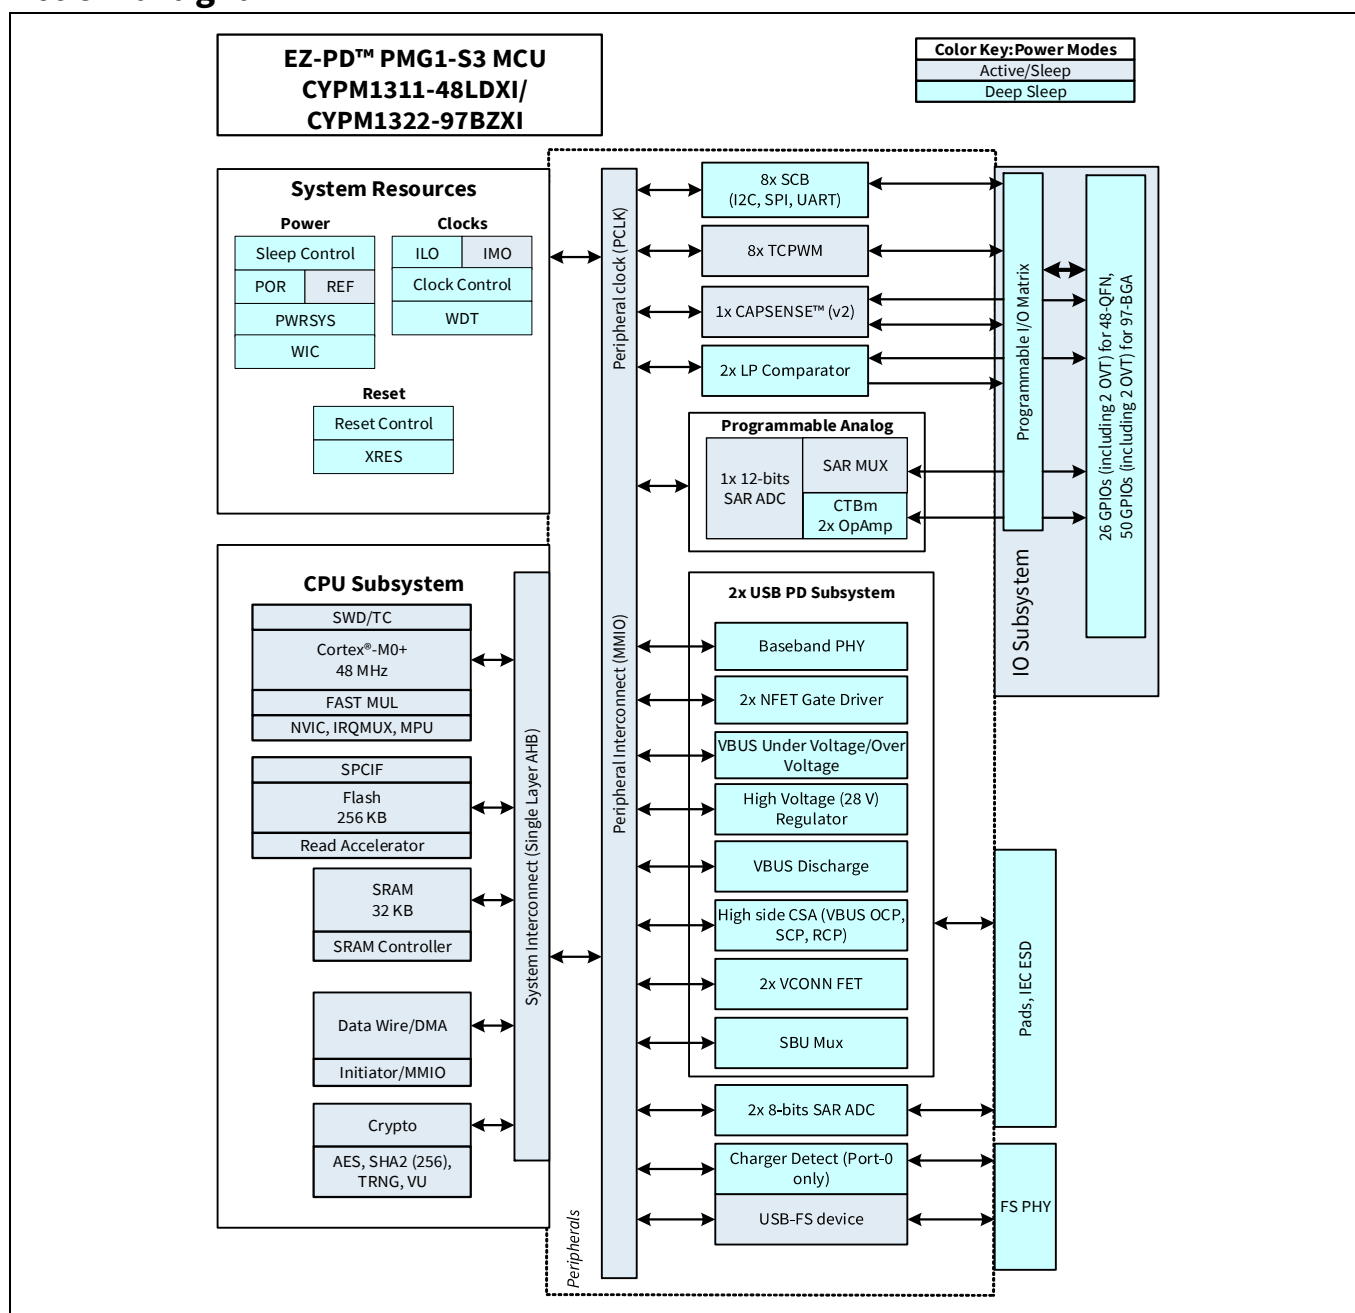 EZ-PD™ PMG1-S3 MCU
CYPM1311-48LDXI/
CYPM1322-97BZXI
Color Key:Power Modes
Active/Sleep
Deep Sleep
System Resources
Power
Sleep Control
POR
REF
PWRSYS
WIC
Clocks
ILO
IMO
Clock Control
WDT
Reset
Reset Control
XRES
CPU Subsystem
SWD/TC
Cortex®-M0+
48 MHz
FAST MUL
NVIC, IRQMUX, MPU
SPCIF
Flash
256 KB
Read Accelerator
SRAM
32 KB
SRAM Controller
Data Wire/DMA
Initiator/MMIO
Crypto
AES, SHA2 (256),
TRNG, VU
System Interconnect (Single Layer AHB)
Peripherals
Peripheral clock (PCLK)
Peripheral Interconnect (MMIO)
8x SCB
(I2C, SPI, UART)
8x TCPWM
1x CAPSENSE™ (v2)
2x LP Comparator
Programmable Analog
1x 12-bits
SAR ADC
SAR MUX
CTBm
2x OpAmp
2x USB PD Subsystem
Baseband PHY
2x NFET Gate Driver
VBUS Under Voltage/Over
Voltage
High Voltage (28 V)
Regulator
VBUS Discharge
High side CSA (VBUS OCP,
SCP, RCP)
2x VCONN FET
SBU Mux
2x 8-bits SAR ADC
Charger Detect (Port-0
only)
USB-FS device
Programmable I/O Matrix
26 GPIOs (including 2 OVT) for 48-QFN,
50 GPIOs (including 2 OVT) for 97-BGA
IO Subsystem
Pads, IEC ESD
FS PHY